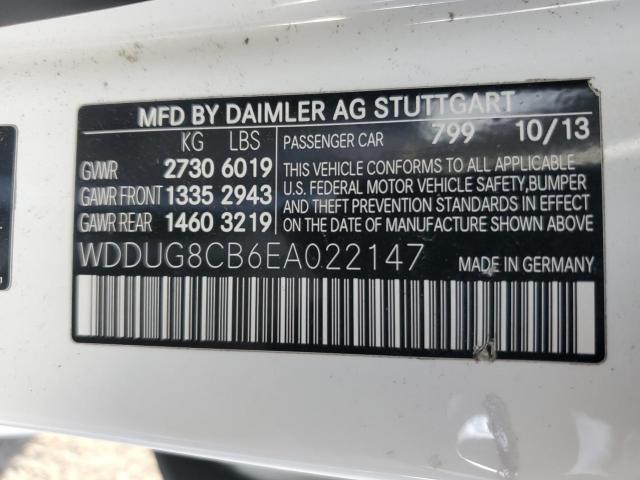 MFD BY DAIMLER AG STUTTGART
KG LBS PASSENGER CAR 799 10/13
GVWR 2730 6019 THIS VEHICLE CONFORMS TO ALL APPLICABLE
GAWR FRONT 1335 2943 U.S. FEDERAL MOTOR VEHICLE SAFETY,BUMPER
GAWR REAR 1460 3219 AND THEFT PREVENTION STANDARDS IN EFFECT
ON THE DATE OF MANUFACTURE SHOWN ABOVE
WDDUG8CB6EA022147 MADE IN GERMANY